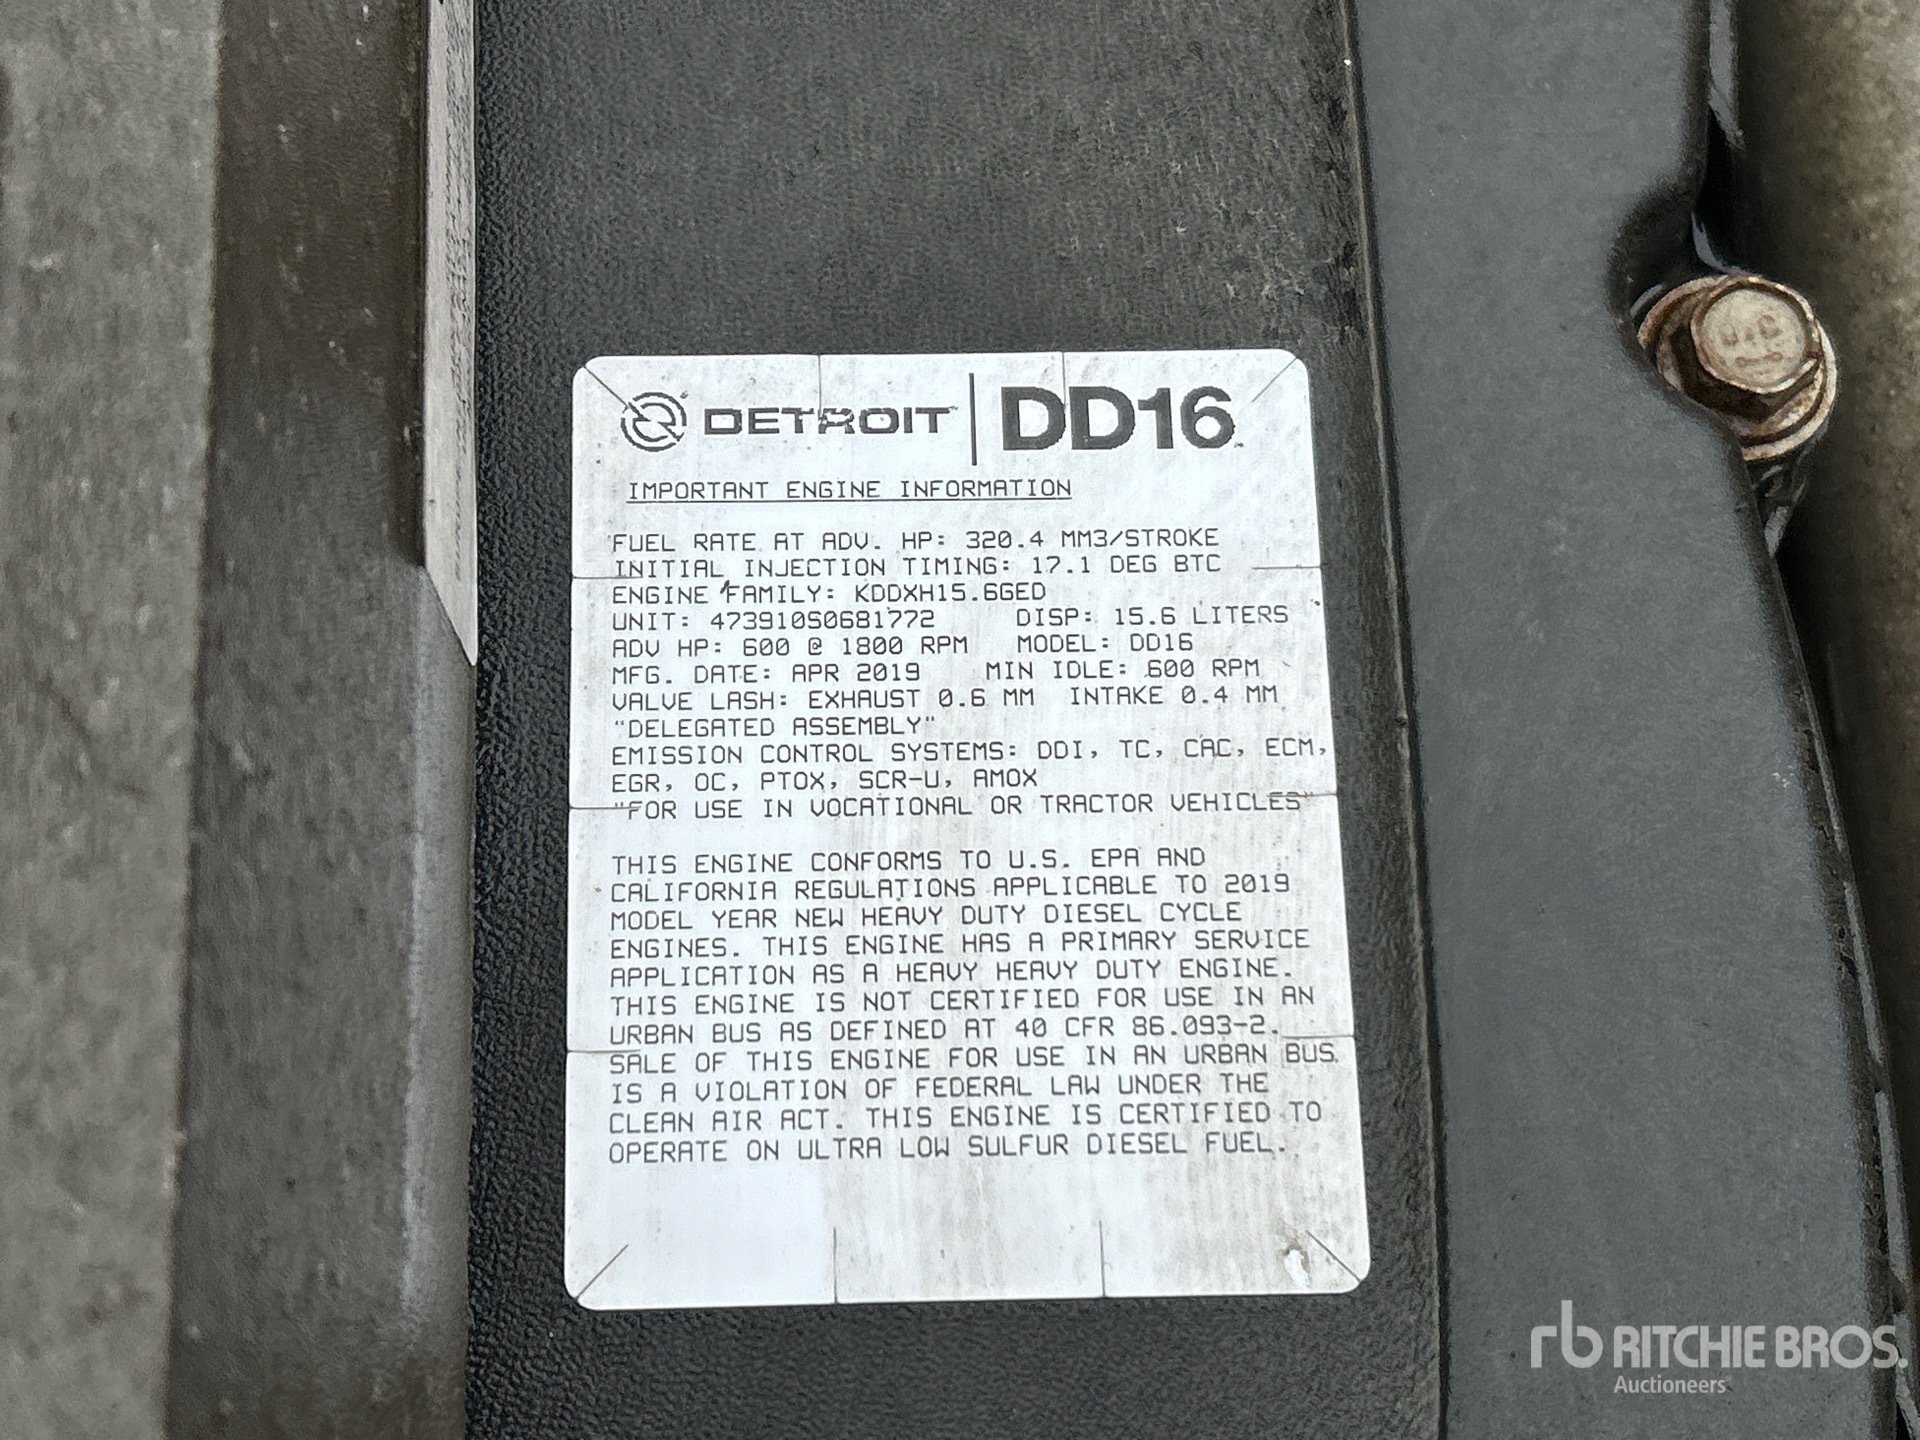 DETROIT DD16
IMPORTANT ENGINE INFORMATION
FUEL RATE AT ADV. HP: 320.4 MM3/STROKE
INITIAL INJECTION TIMING: 17.1 DEG BTC
ENGINE FAMILY: KDDXH15.6GED
UNIT: 473910S0681772 DISP: 15.6 LITERS
ADV HP: 600 @ 1800 RPM MODEL: DD16
MFG. DATE: APR 2019 MIN IDLE: 600 RPM
VALVE LASH: EXHAUST 0.6 MM INTAKE 0.4 MM
"DELEGATED ASSEMBLY"
EMISSION CONTROL SYSTEMS: DDI, TC, CAC, ECM,
EGR, OC, PTOX, SCR-U, AMOX
"FOR USE IN VOCATIONAL OR TRACTOR VEHICLES"
THIS ENGINE CONFORMS TO U.S. EPA AND
CALIFORNIA REGULATIONS APPLICABLE TO 2019
MODEL YEAR NEW HEAVY DUTY DIESEL CYCLE
ENGINES. THIS ENGINE HAS A PRIMARY SERVICE
APPLICATION AS A HEAVY HEAVY DUTY ENGINE.
THIS ENGINE IS NOT CERTIFIED FOR USE IN AN
URBAN BUS AS DEFINED AT 40 CFR 86.093-2.
SALE OF THIS ENGINE FOR USE IN AN URBAN BUS
IS A VIOLATION OF FEDERAL LAW UNDER THE
CLEAN AIR ACT. THIS ENGINE IS CERTIFIED TO
OPERATE ON ULTRA LOW SULFUR DIESEL FUEL.
rb RITCHIE BROS.
Auctioneers